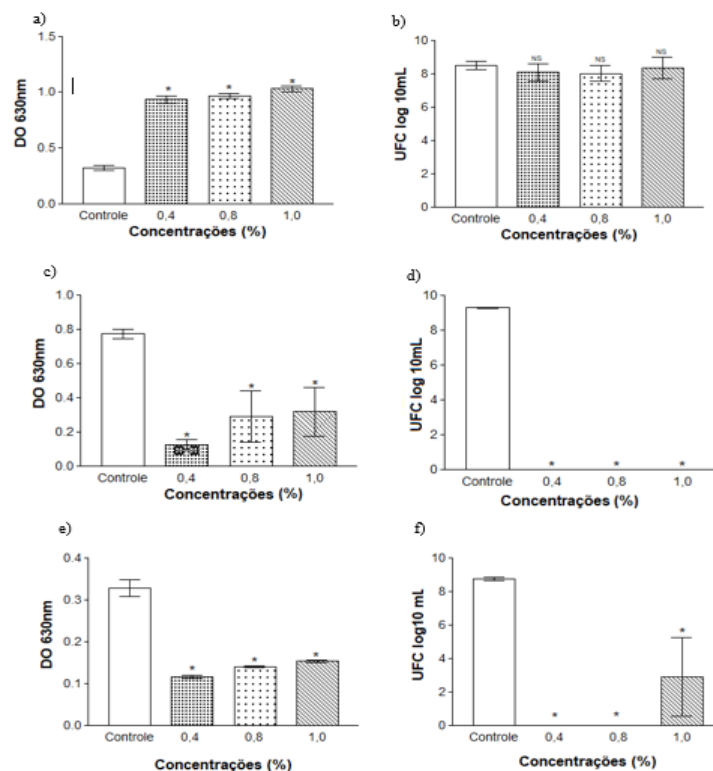 a)
1.5
1.0
0.5
0.0
DO 630nm
* * *
Controle 0,4 0,8 1,0
Concentrações (%)
b)
10
8
6
4
2
0
UFC log 10mL
NS NS NS
Controle 0,4 0,8 1,0
Concentrações (%)
c)
1.0
0.8
0.6
0.4
0.2
0.0
DO 630nm
* * *
Controle 0,4 0,8 1,0
Concentrações (%)
d)
10
8
6
4
2
0
UFC log 10mL
* * *
Controle 0,4 0,8 1,0
Concentrações (%)
e)
0.4
0.3
0.2
0.1
0.0
DO 630nm
* * *
Controle 0,4 0,8 1,0
Concentrações (%)
f)
10
8
6
4
2
0
UFC log10 mL
* * *
Controle 0,4 0,8 1,0
Concentrações (%)